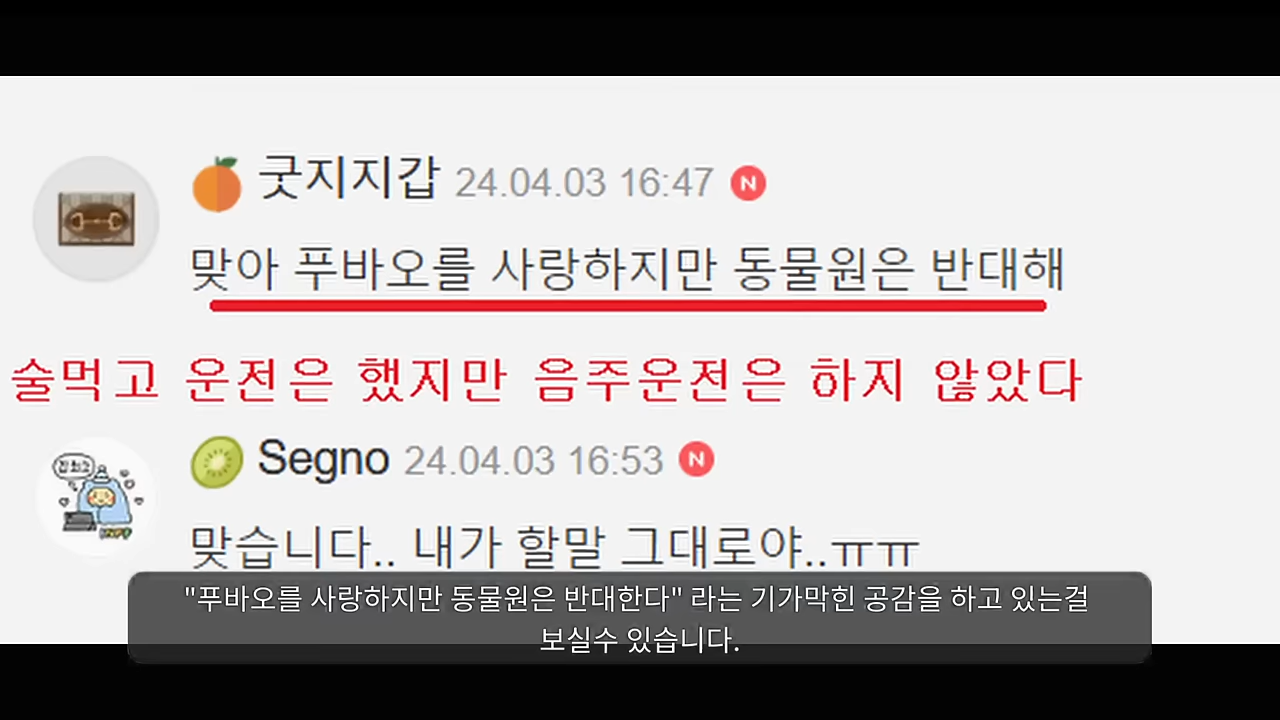 굿지지갑 24.04.03 16:47 N
맞아 푸바오를 사랑하지만 동물원은 반대해
술먹고 운전은 했지만 음주운전은 하지 않았다
Segno 24.04.03 16:53 N
맞습니다.. 내가 할말 그대로야..ㅠㅠ
"푸바오를 사랑하지만 동물원은 반대한다" 라는 기가막힌 공감을 하고 있는걸
보실수 있습니다.